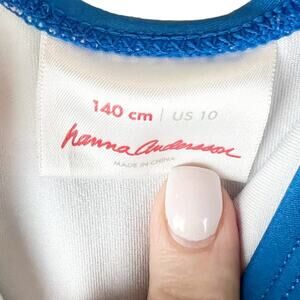 140 cm | US 10
hanna andersson
MADE IN CHINA